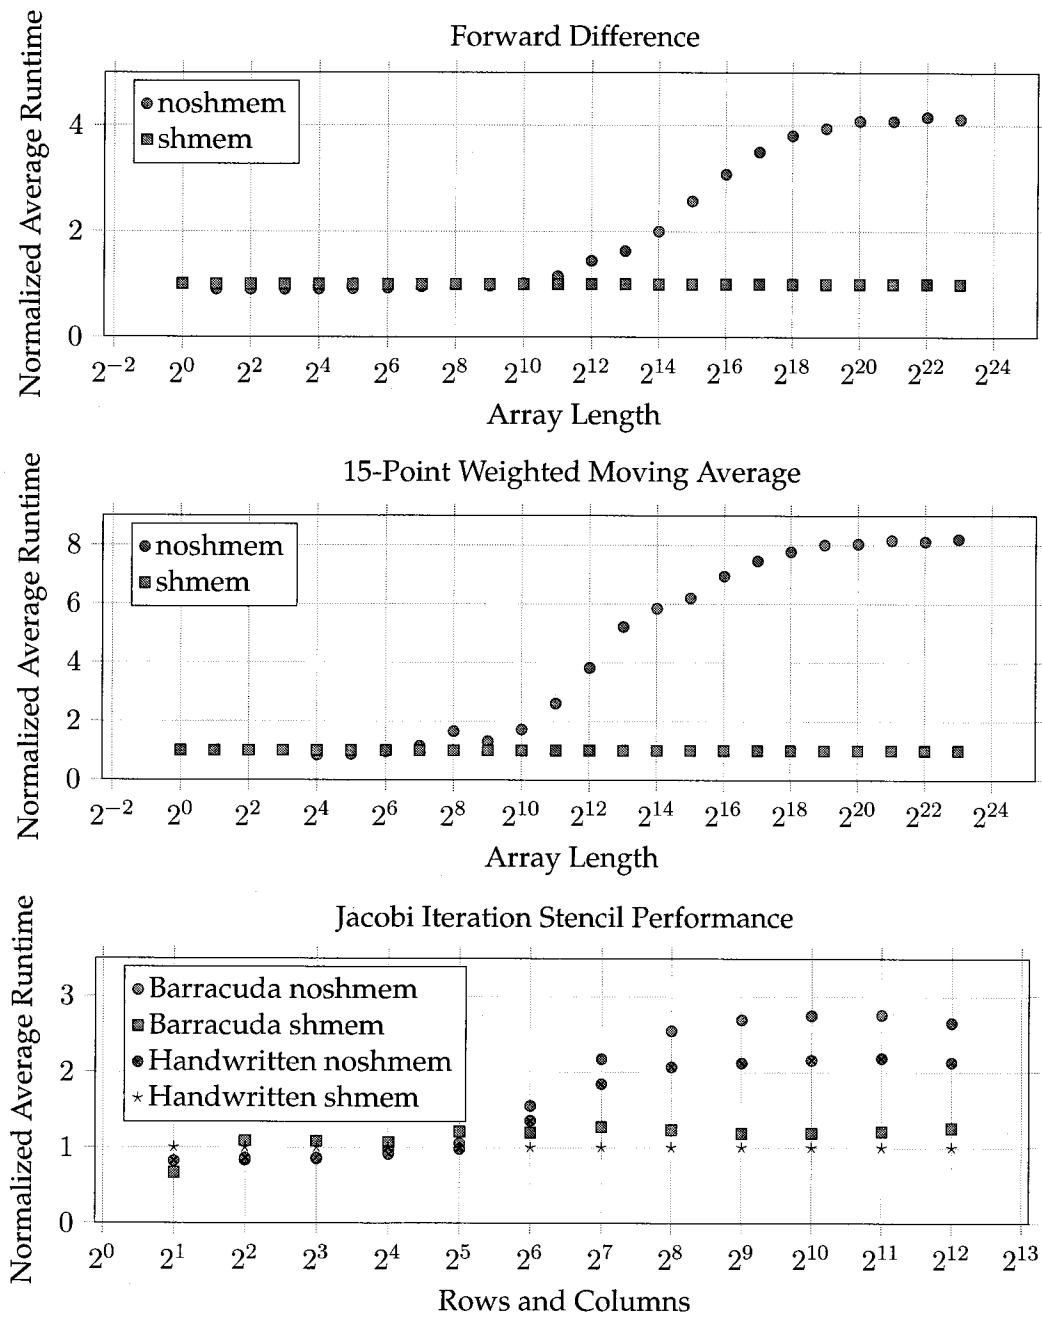 Forward Difference
Normalized Average Runtime
noshmem
shmem
4
2
0
2^−2 2^0 2^2 2^4 2^6 2^8 2^10 2^12 2^14 2^16 2^18 2^20 2^22 2^24
Array Length
15-Point Weighted Moving Average
Normalized Average Runtime
noshmem
shmem
8
6
4
2
0
2^−2 2^0 2^2 2^4 2^6 2^8 2^10 2^12 2^14 2^16 2^18 2^20 2^22 2^24
Array Length
Jacobi Iteration Stencil Performance
Normalized Average Runtime
Barracuda noshmem
Barracuda shmem
Handwritten noshmem
Handwritten shmem
3
2
1
0
2^0 2^1 2^2 2^3 2^4 2^5 2^6 2^7 2^8 2^9 2^10 2^11 2^12 2^13
Rows and Columns